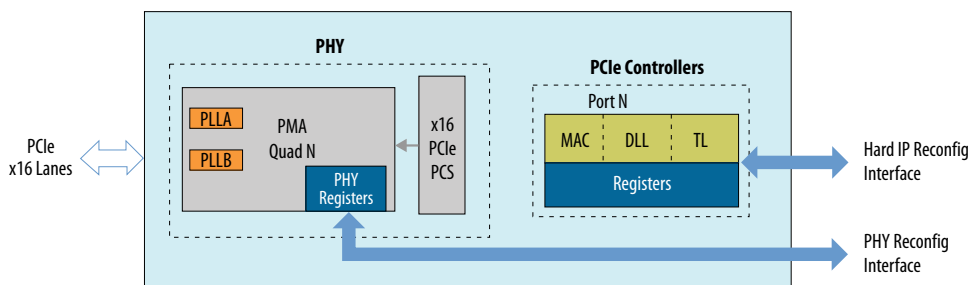 PHY
PCIe Controllers
Port N
PLLA
PLLB
PMA
Quad N
PHY
Registers
x16
PCIe
PCS
MAC
DLL
TL
Registers
PCIe
x16 Lanes
Hard IP Reconfig
Interface
PHY Reconfig
Interface